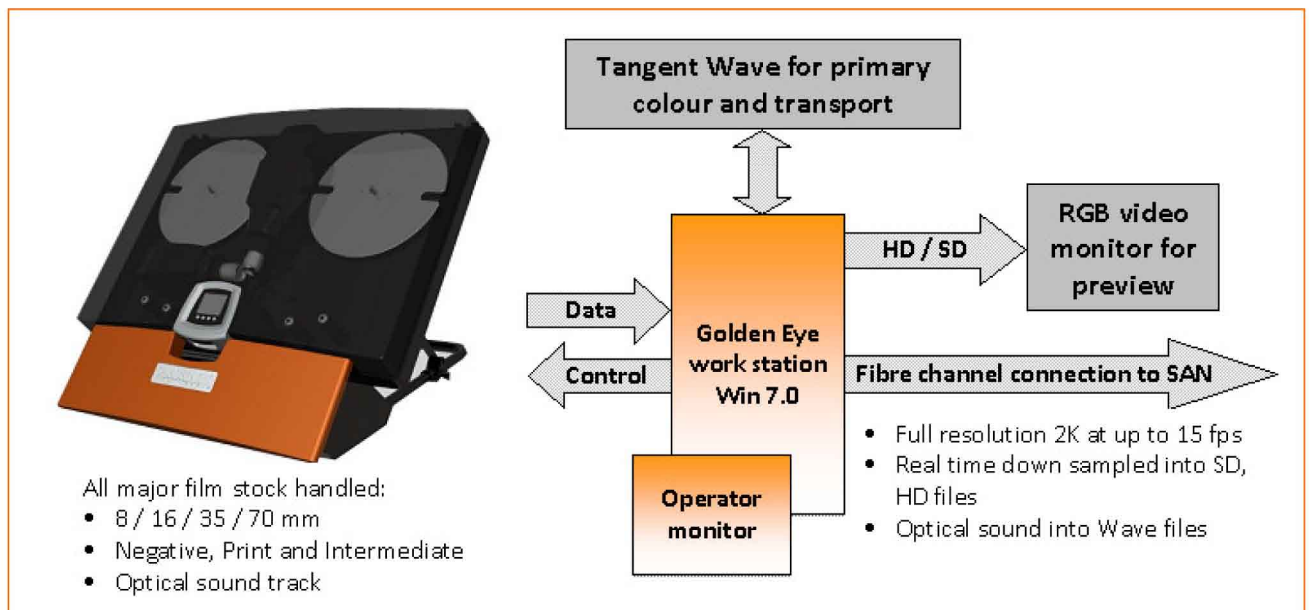 Tangent Wave for primary
colour and transport
RGB video
monitor for
preview
HD / SD
Data
Control
Golden Eye
work station
Win 7.0
Fibre channel connection to SAN
Operator
monitor
• Full resolution 2K at up to 15 fps
• Real time down sampled into SD,
HD files
• Optical sound into Wave files
All major film stock handled:
• 8 / 16 / 35 / 70 mm
• Negative, Print and Intermediate
• Optical sound track